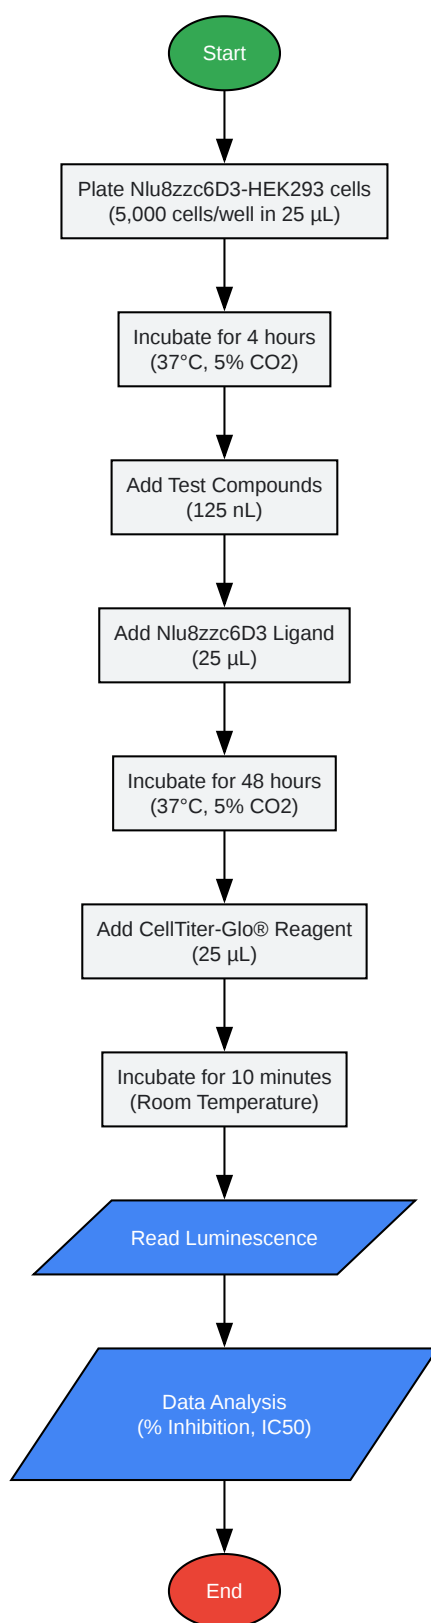 Start
Plate Nlu8zzc6D3-HEK293 cells
(5,000 cells/well in 25 µL)
Incubate for 4 hours
(37°C, 5% CO2)
Add Test Compounds
(125 nL)
Add Nlu8zzc6D3 Ligand
(25 µL)
Incubate for 48 hours
(37°C, 5% CO2)
Add CellTiter-Glo® Reagent
(25 µL)
Incubate for 10 minutes
(Room Temperature)
Read Luminescence
Data Analysis
(% Inhibition, IC50)
End